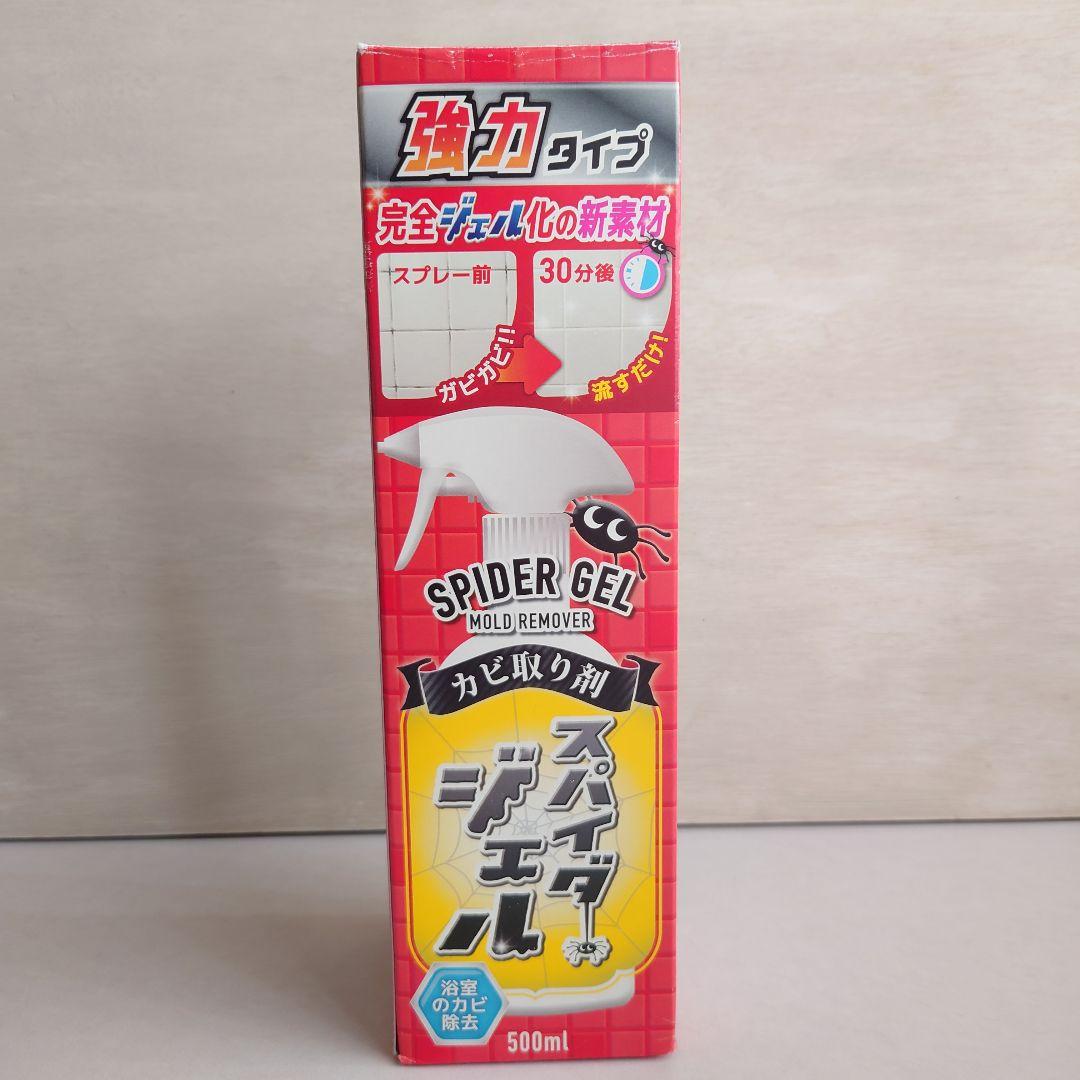 強力タイプ
完全ジェル化の新素材
スプレー前
30分後
ガビガビ!!
流すだけ!
SPIDER GEL
MOLD REMOVER
カビ取り剤
スパイダー
ジェル
浴室
のカビ
除去
500ml